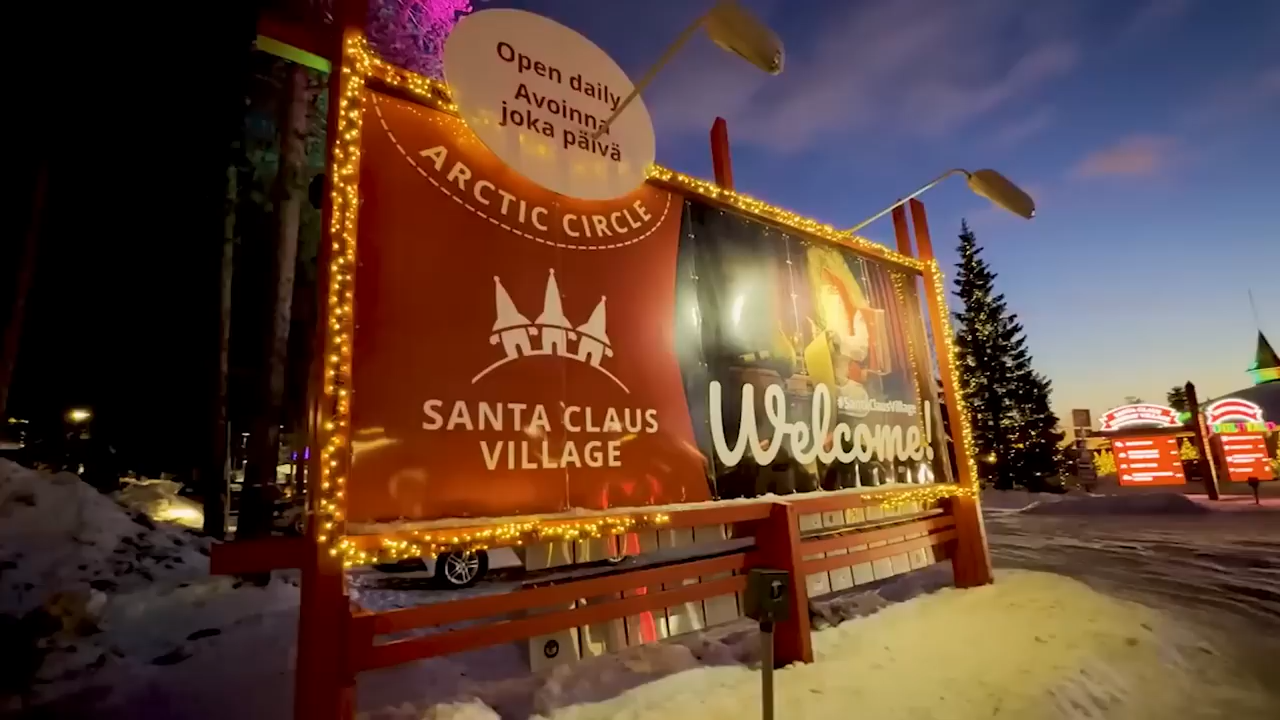 Open daily
Avoinna
joka päivä
ARCTIC CIRCLE
SANTA CLAUS
VILLAGE
#SantaClausVillage
Welcome!